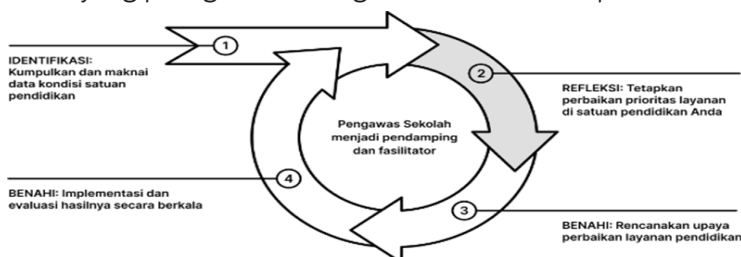 1
IDENTIFIKASI:
Kumpulkan dan maknai
data kondisi satuan
pendidikan
2
REFLEKSI: Tetapkan
perbaikan prioritas layanan
di satuan pendidikan Anda
Pengawas Sekolah
menjadi pendamping
dan fasilitator
4
BENAHI: Implementasi dan
evaluasi hasilnya secara berkala
3
BENAHI: Rencanakan upaya
perbaikan layanan pendidikan